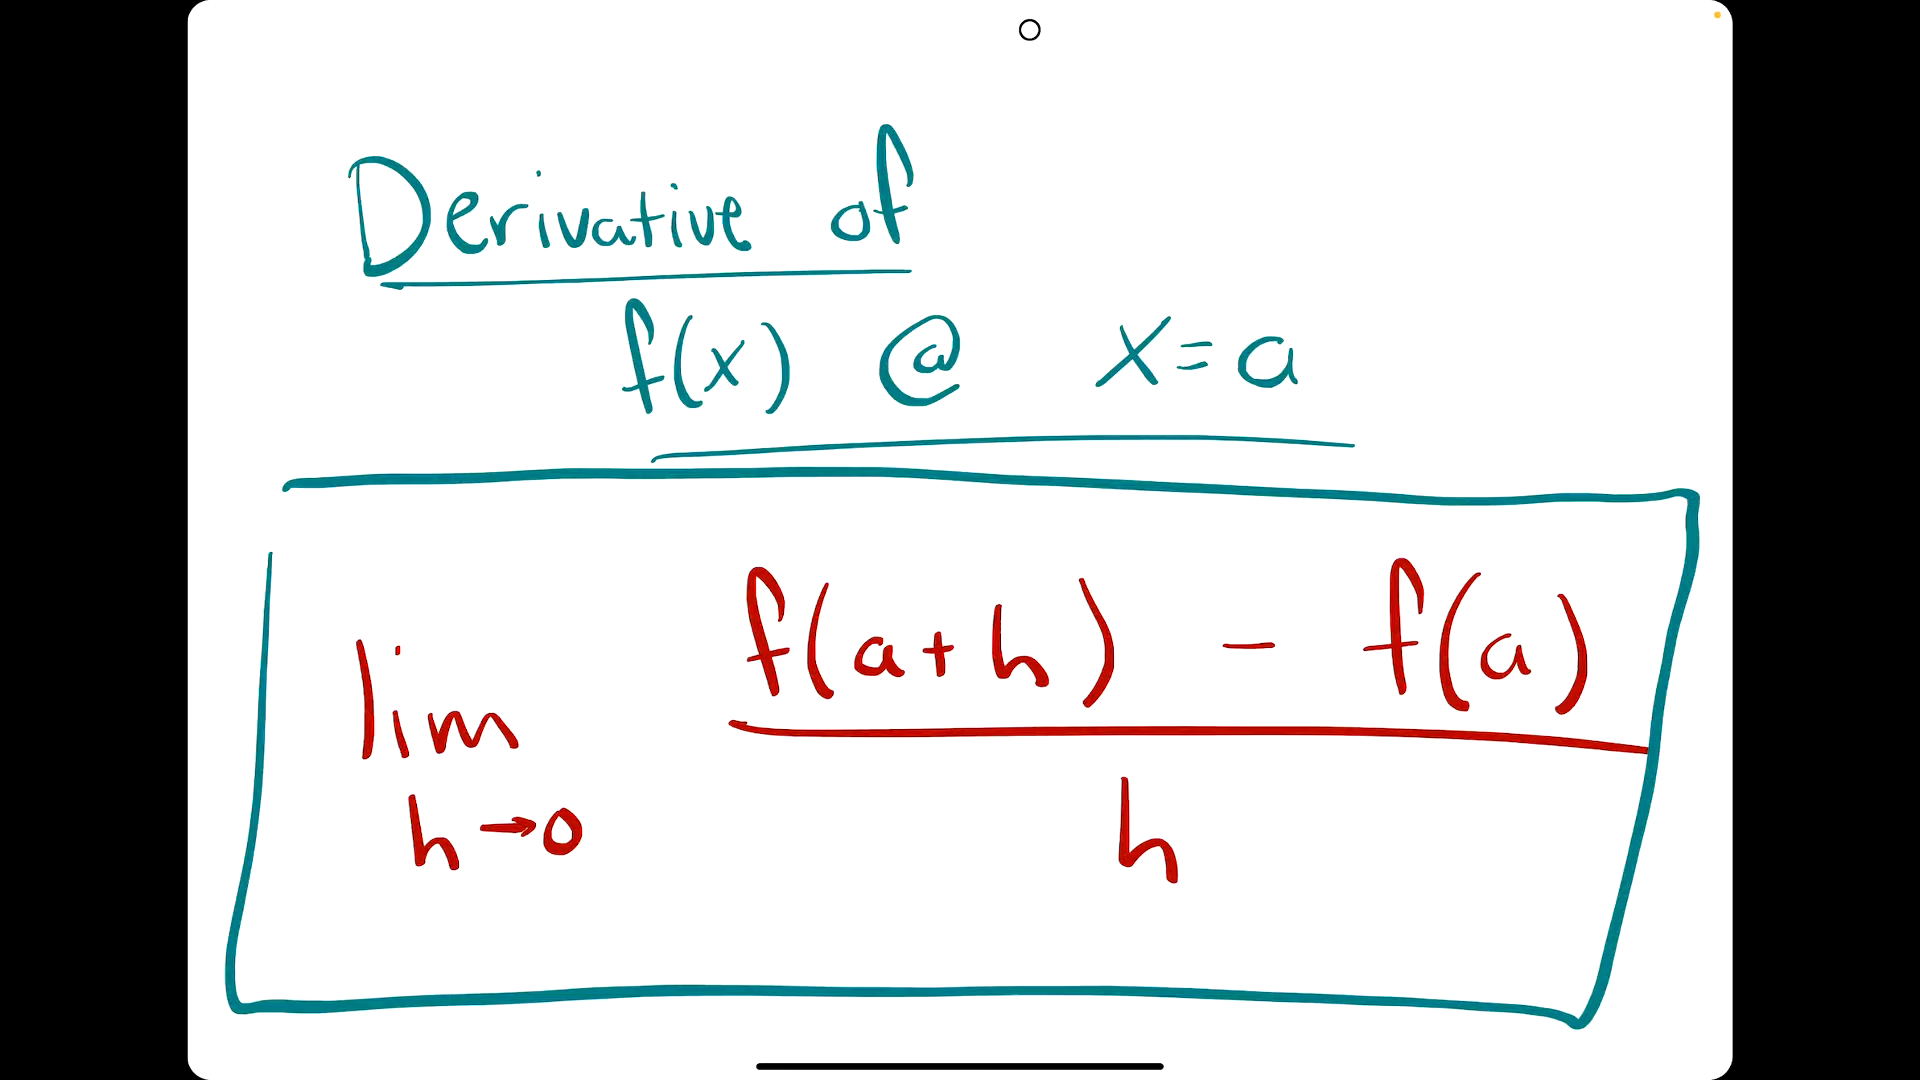 Derivative of
f(x) @ x=a
f(a+h) - f(a)
lim
h→0
h